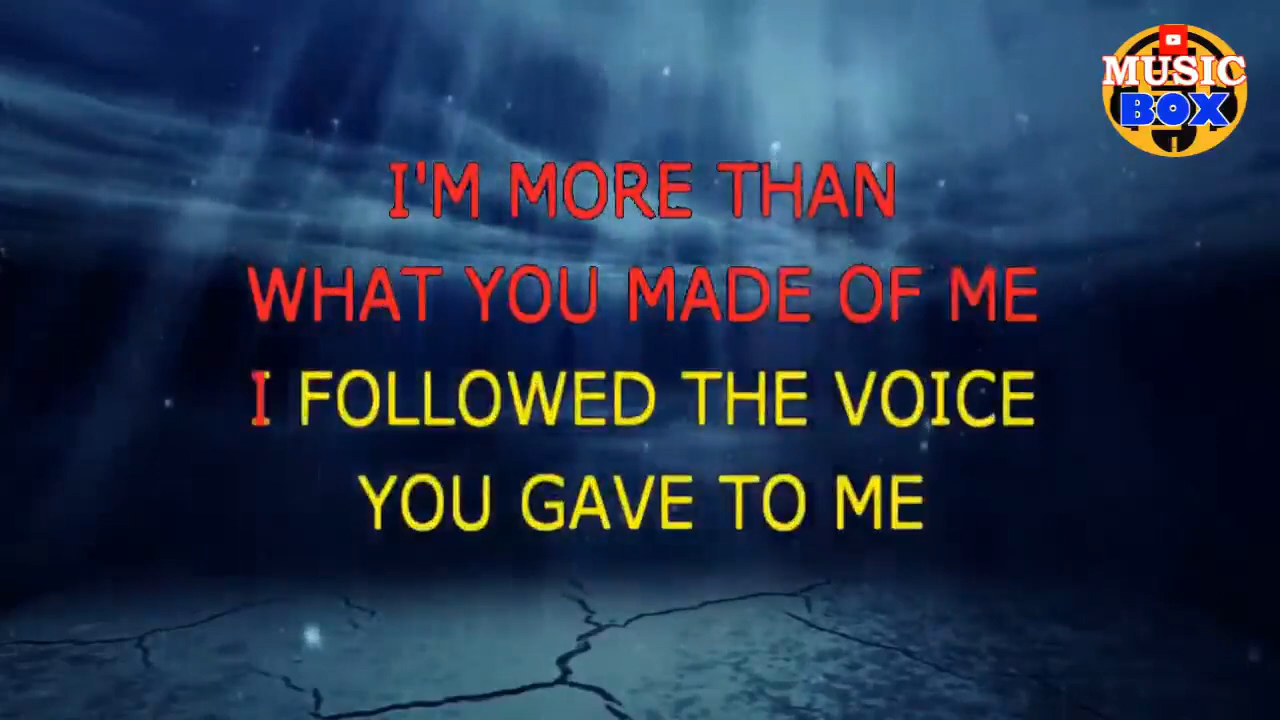 MUSIC
BOX
I'M MORE THAN
WHAT YOU MADE OF ME
I FOLLOWED THE VOICE
YOU GAVE TO ME